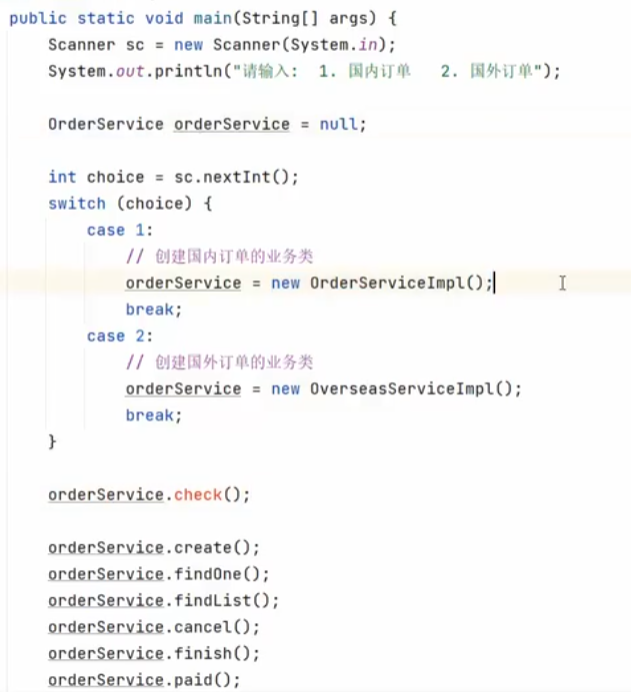 public static void main(String[] args) {
    Scanner sc = new Scanner(System.in);
    System.out.println("请输入:  1. 国内订单   2. 国外订单");
    OrderService orderService = null;
    int choice = sc.nextInt();
    switch (choice) {
        case 1:
            // 创建国内订单的业务类
            orderService = new OrderServiceImpl();
            break;
        case 2:
            // 创建国外订单的业务类
            orderService = new OverseasServiceImpl();
            break;
    }
    orderService.check();
    orderService.create();
    orderService.findOne();
    orderService.findList();
    orderService.cancel();
    orderService.finish();
    orderService.paid();